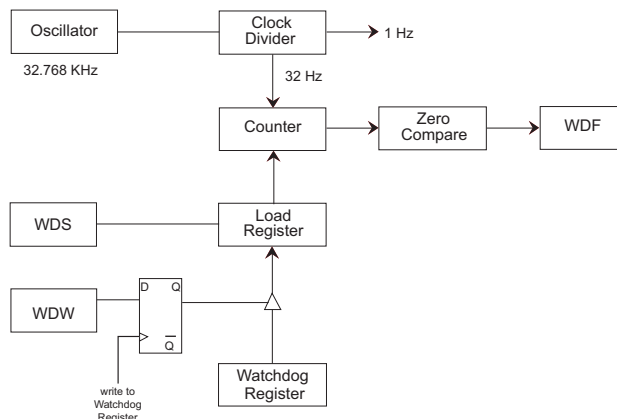 Oscillator
Clock
Divider
1 Hz
32.768 KHz
32 Hz
Counter
Zero
Compare
WDF
WDS
Load
Register
D
Q
WDW
Q
write to
Watchdog
Register
Watchdog
Register